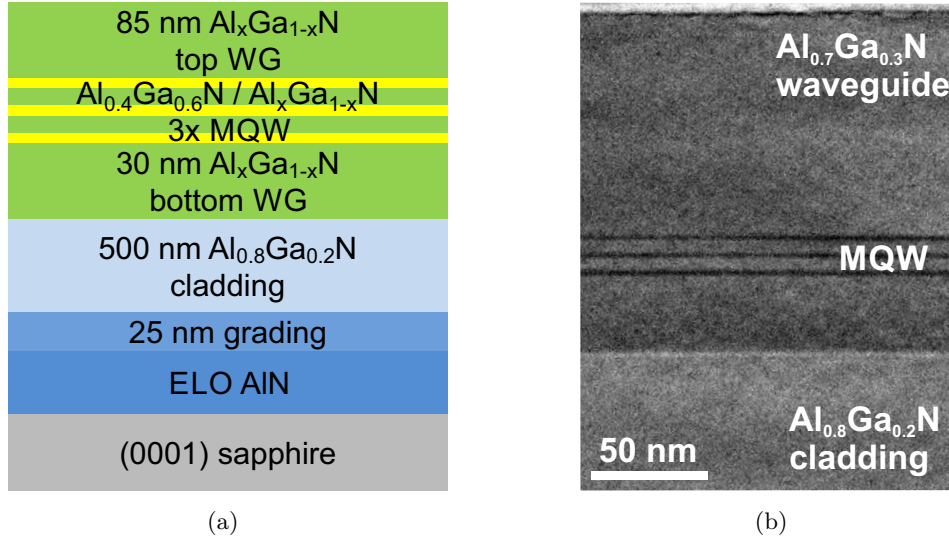 85 nm AlₓGa₁₋ₓN
top WG
Al₀.₄Ga₀.₆N / AlₓGa₁₋ₓN
3x MQW
30 nm AlₓGa₁₋ₓN
bottom WG
500 nm Al₀.₈Ga₀.₂N
cladding
25 nm grading
ELO AlN
(0001) sapphire
(a)
Al₀.₇Ga₀.₃N
waveguide
MQW
Al₀.₈Ga₀.₂N
cladding
50 nm
(b)